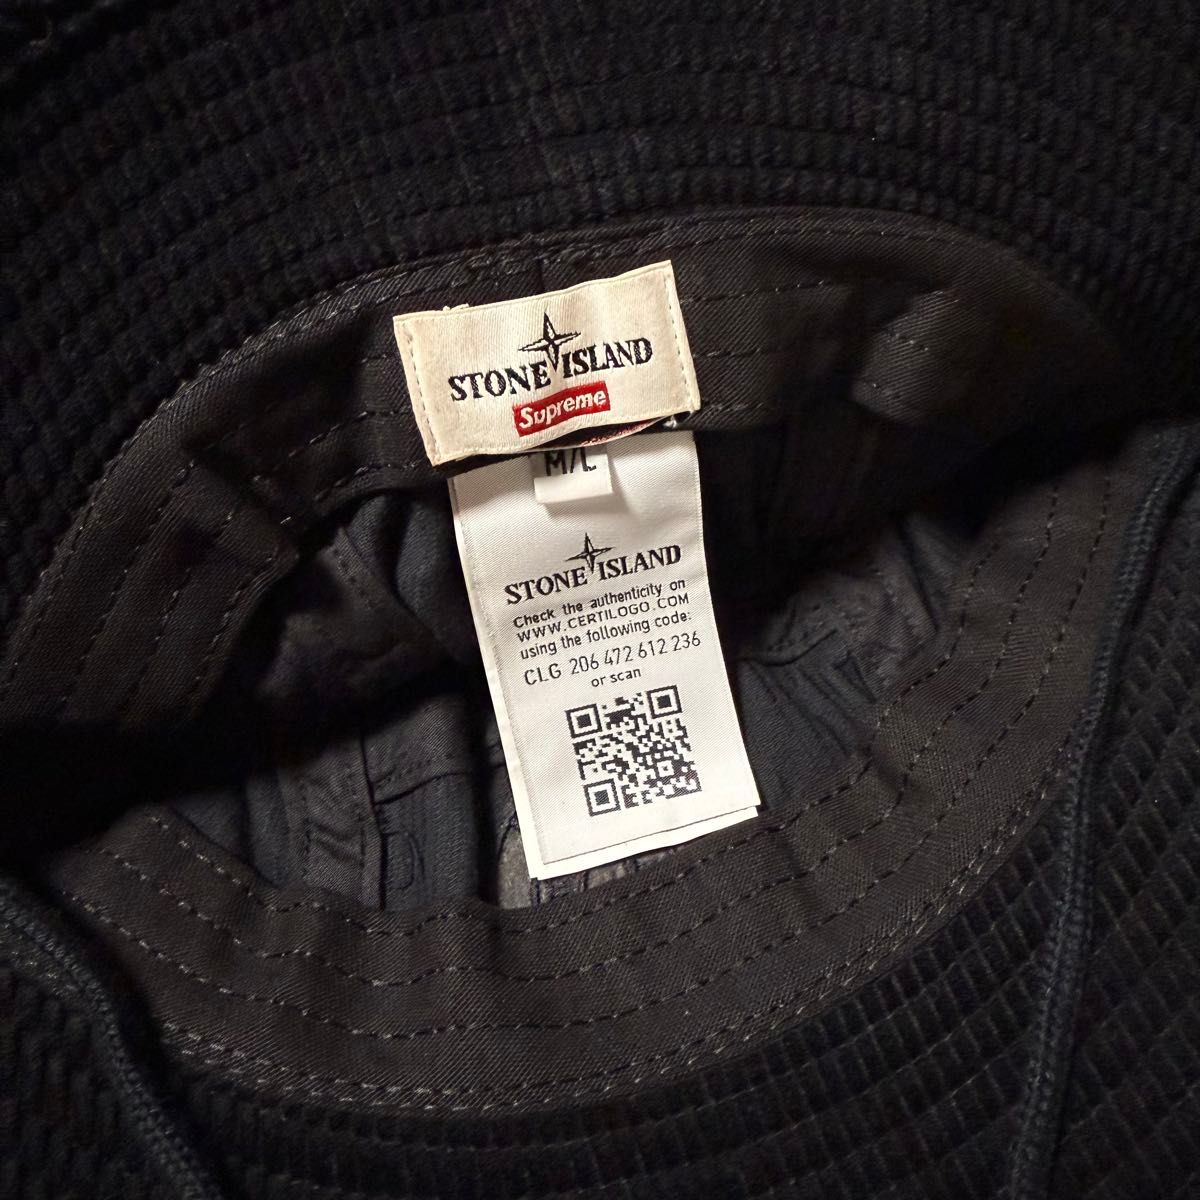 STONE ISLAND
Supreme
M/L
STONE ISLAND
Check the authenticity on
WWW.CERTILOGO.COM
using the following code:
CLG 206 472 612 236
or scan